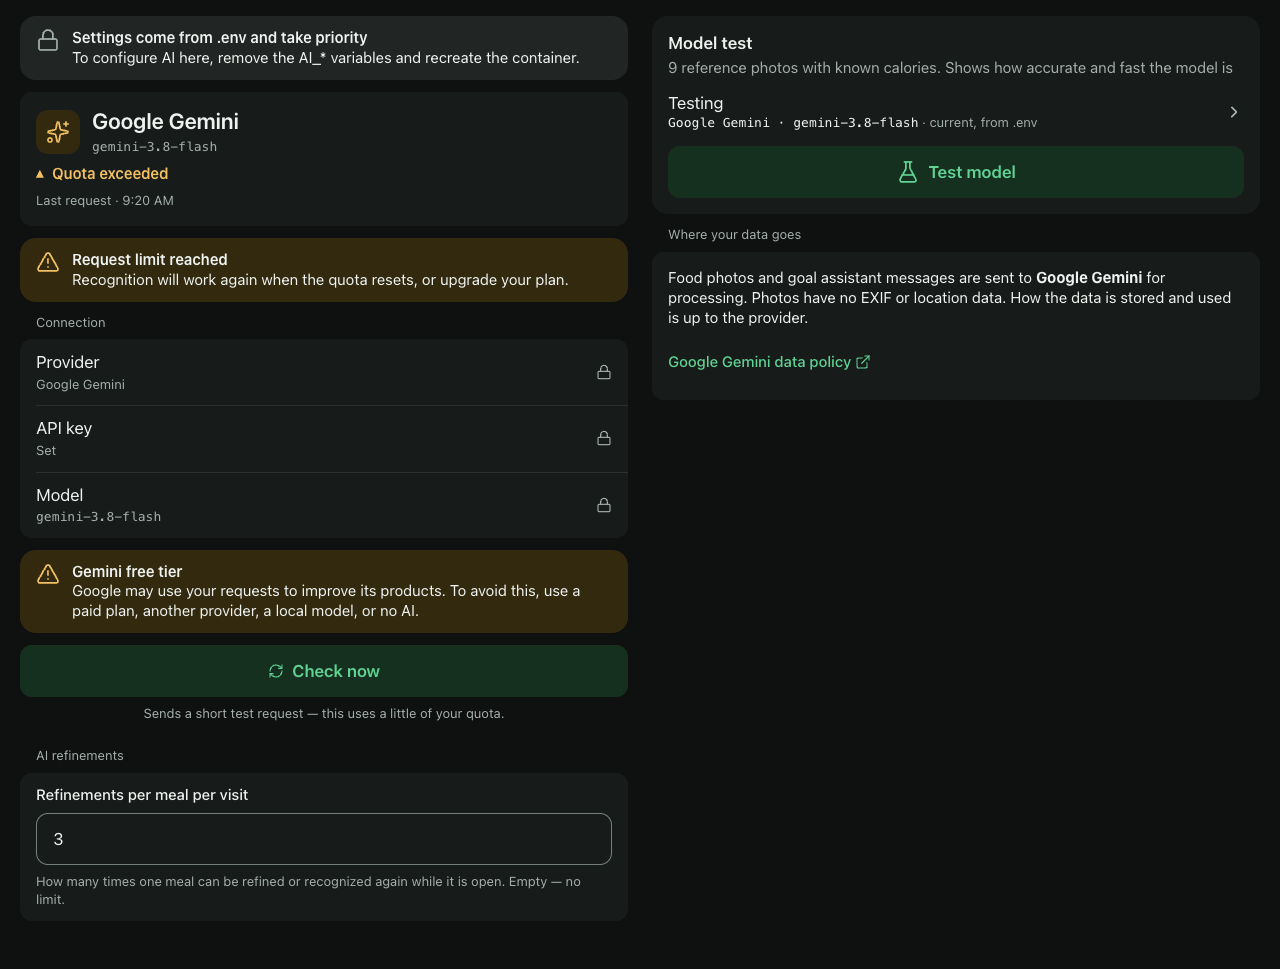 Settings come from .env and take priority
To configure AI here, remove the AI_* variables and recreate the container.
Google Gemini
gemini-3.8-flash
Quota exceeded
Last request · 9:20 AM
Request limit reached
Recognition will work again when the quota resets, or upgrade your plan.
Connection
Provider
Google Gemini
API key
Set
Model
gemini-3.8-flash
Gemini free tier
Google may use your requests to improve its products. To avoid this, use a
paid plan, another provider, a local model, or no AI.
Check now
Sends a short test request — this uses a little of your quota.
AI refinements
Refinements per meal per visit
3
How many times one meal can be refined or recognized again while it is open. Empty — no
limit.
Model test
9 reference photos with known calories. Shows how accurate and fast the model is
Testing
Google Gemini · gemini-3.8-flash · current, from .env
Test model
Where your data goes
Food photos and goal assistant messages are sent to Google Gemini for
processing. Photos have no EXIF or location data. How the data is stored and used
is up to the provider.
Google Gemini data policy